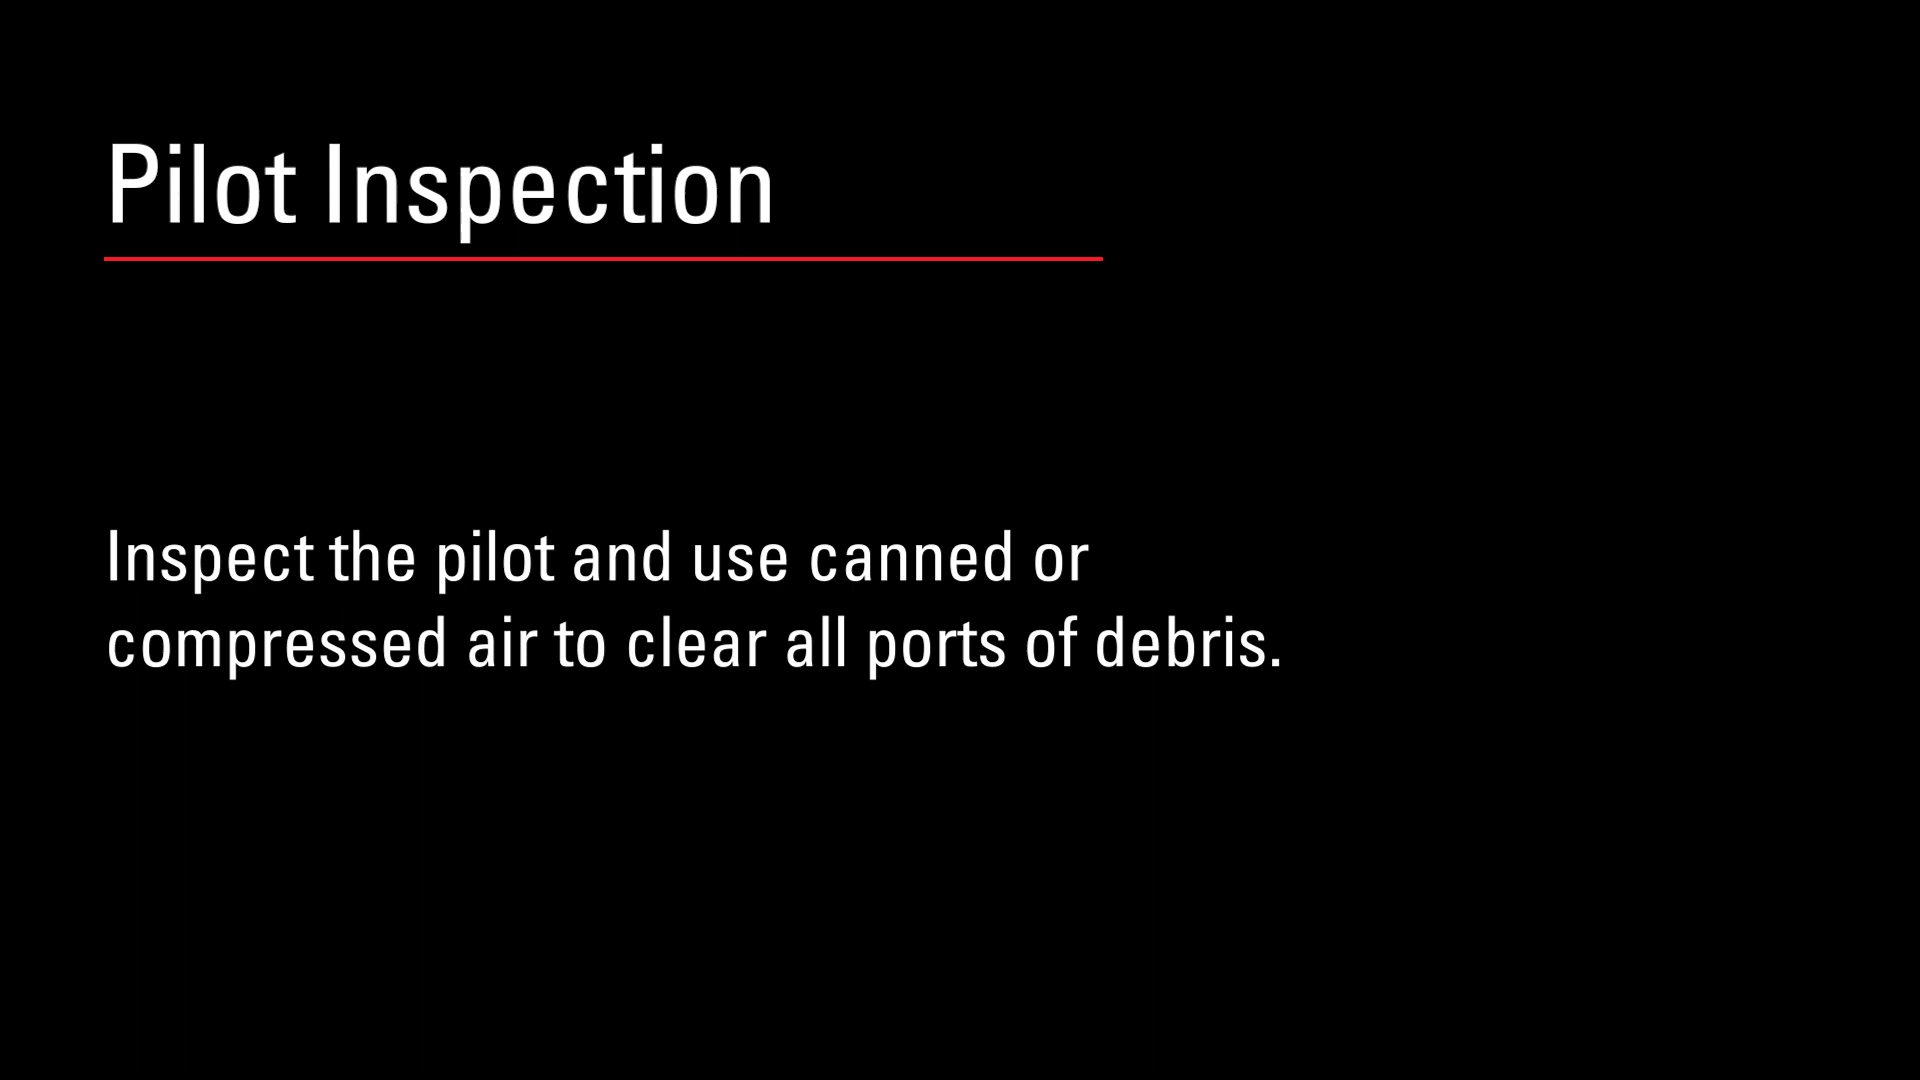 Pilot Inspection
Inspect the pilot and use canned or
compressed air to clear all ports of debris.